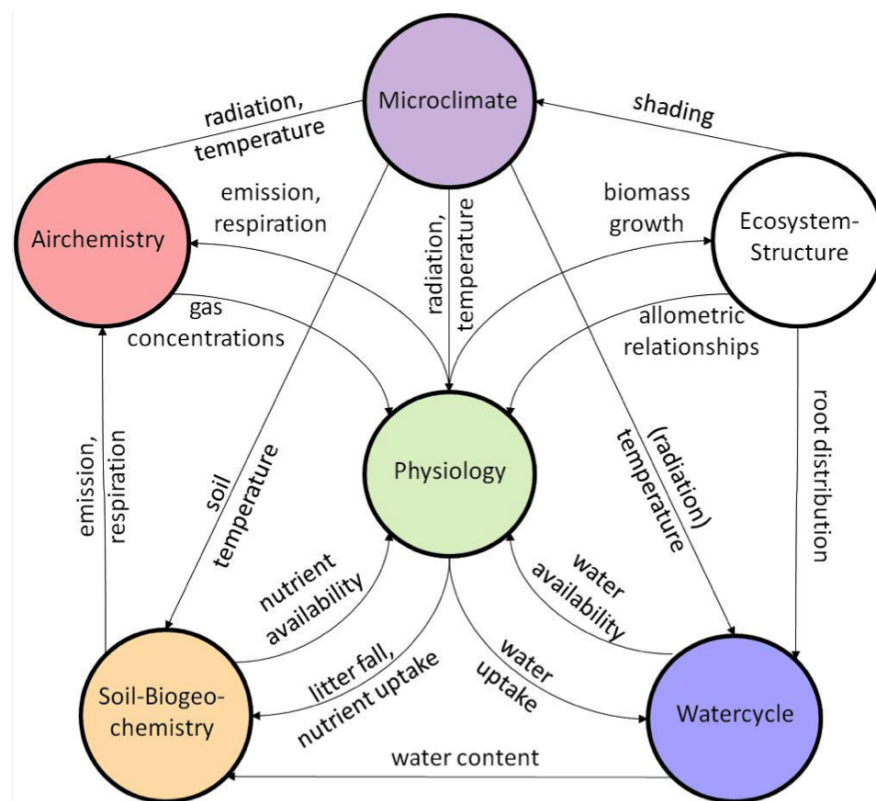 Microclimate
radiation,
temperature
shading
Airchemistry
emission,
respiration
radiation,
temperature
biomass
growth
Ecosystem-
Structure
gas
concentrations
allometric
relationships
emission,
respiration
soil
temperature
Physiology
(radiation)
temperature
root distribution
nutrient
availability
water
availability
litter fall,
nutrient uptake
water
uptake
Soil-Biogeo-
chemistry
Watercycle
water content